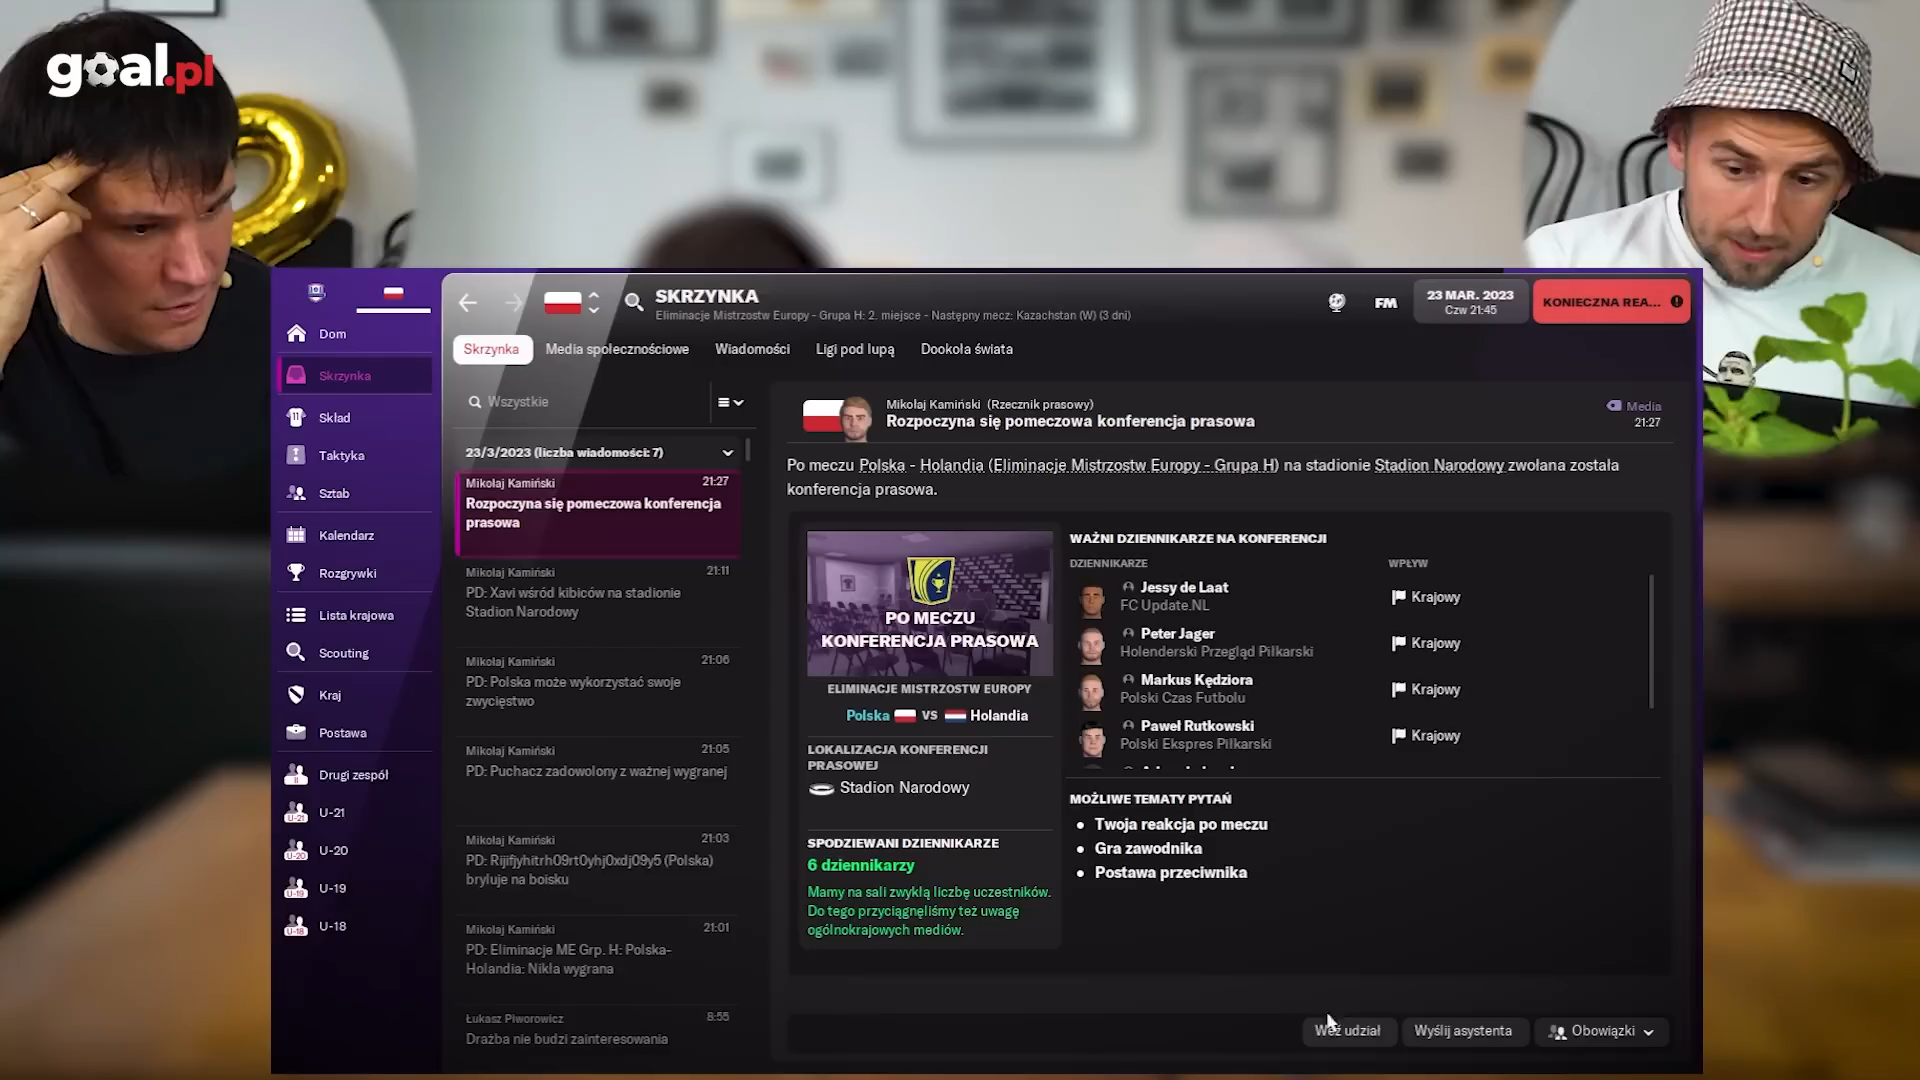 goal.pl
SKRZYNKA
Eliminacje Mistrzostw Europy - Grupa H: 2. miejsce - Następny mecz: Kazachstan (W) (3 dni)
FM
23 MAR. 2023
Czw 21:45
KONIECZNA REA...
Dom
Skrzynka
Skład
Taktyka
Sztab
Kalendarz
Rozgrywki
Lista krajowa
Scouting
Kraj
Postawa
Drugi zespół
U-21
U-21
U-20
U-20
U-19
U-19
U-18
U-18
Skrzynka
Media społecznościowe
Wiadomości
Ligi pod lupą
Dookoła świata
Wszystkie
23/3/2023 (liczba wiadomości: 7)
Mikołaj Kamiński 21:27
Rozpoczyna się pomeczowa konferencja
prasowa
Mikołaj Kamiński 21:11
PD: Xavi wśród kibiców na stadionie
Stadion Narodowy
Mikołaj Kamiński 21:06
PD: Polska może wykorzystać swoje
zwycięstwo
Mikołaj Kamiński 21:05
PD: Puchacz zadowolony z ważnej wygranej
Mikołaj Kamiński 21:03
PD: Rijifjyhitrh09rt0yhj0xdj09y5 (Polska)
bryluje na boisku
Mikołaj Kamiński 21:01
PD: Eliminacje ME Grp. H: Polska-
Holandia: Nikła wygrana
Łukasz Piworowicz 8:55
Drażba nie budzi zainteresowania
Mikołaj Kamiński (Rzecznik prasowy)
Rozpoczyna się pomeczowa konferencja prasowa
Media
21:27
Po meczu Polska - Holandia (Eliminacje Mistrzostw Europy - Grupa H) na stadionie Stadion Narodowy zwołana została
konferencja prasowa.
PO MECZU
KONFERENCJA PRASOWA
ELIMINACJE MISTRZOSTW EUROPY
Polska VS Holandia
LOKALIZACJA KONFERENCJI
PRASOWEJ
Stadion Narodowy
SPODZIEWANI DZIENNIKARZE
6 dziennikarzy
Mamy na sali zwykłą liczbę uczestników.
Do tego przyciągnęliśmy też uwagę
ogólnokrajowych mediów.
WAŻNI DZIENNIKARZE NA KONFERENCJI
DZIENNIKARZE WPŁYW
Jessy de Laat
FC Update.NL
Krajowy
Peter Jager
Holenderski Przegląd Piłkarski
Krajowy
Markus Kędziora
Polski Czas Futbolu
Krajowy
Paweł Rutkowski
Polski Ekspres Piłkarski
Krajowy
MOŻLIWE TEMATY PYTAŃ
Twoja reakcja po meczu
Gra zawodnika
Postawa przeciwnika
Weź udział
Wyślij asystenta
Obowiązki